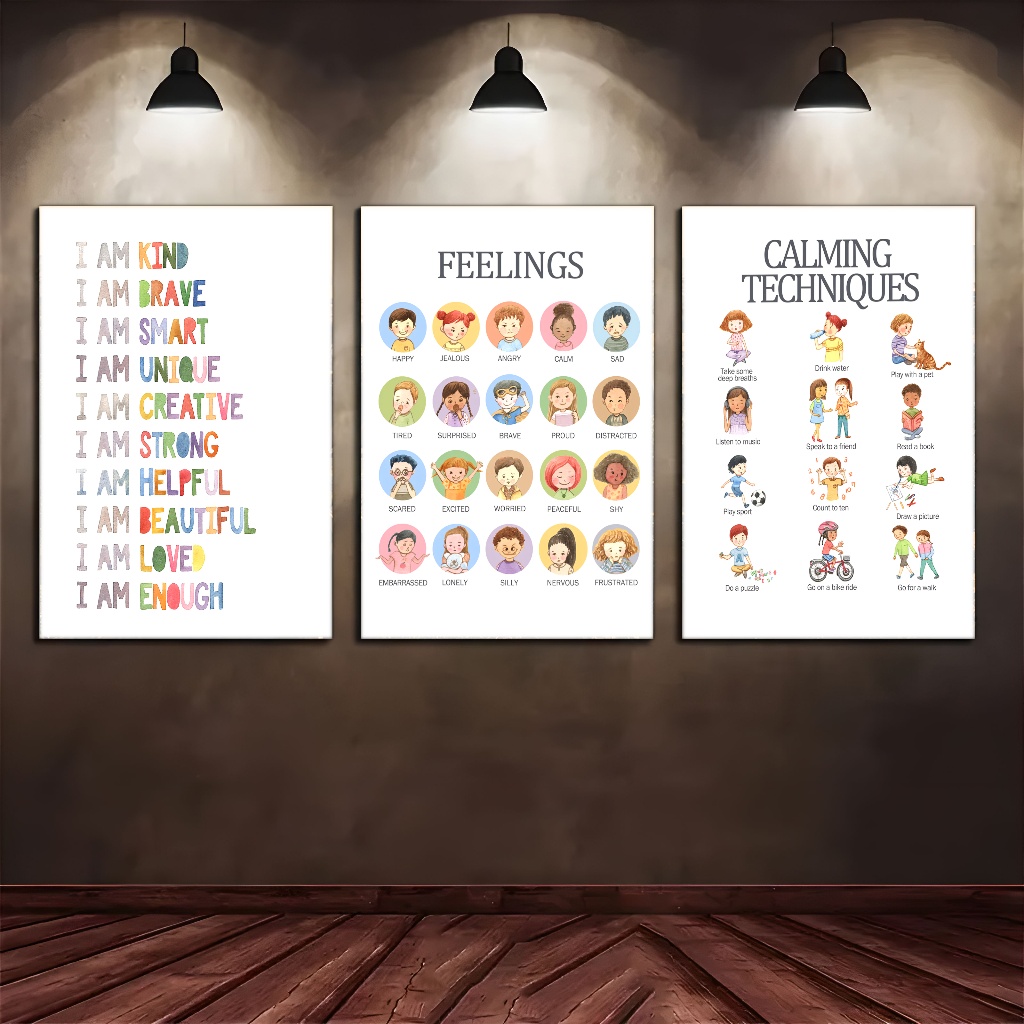 I AM KIND
I AM BRAVE
I AM SMART
I AM UNIQUE
I AM CREATIVE
I AM STRONG
I AM HELPFUL
I AM BEAUTIFUL
I AM LOVED
I AM ENOUGH
FEELINGS
HAPPY JEALOUS ANGRY CALM SAD
TIRED SURPRISED BRAVE PROUD DISTRACTED
SCARED EXCITED WORRIED PEACEFUL SHY
EMBARRASSED LONELY SILLY NERVOUS FRUSTRATED
CALMING
TECHNIQUES
Take some
deep breaths
Drink water
Play with a pet
Listen to music
Speak to a friend
Read a book
Play sport
Count to ten
Draw a picture
Do a puzzle
Go on a bike ride
Go for a walk